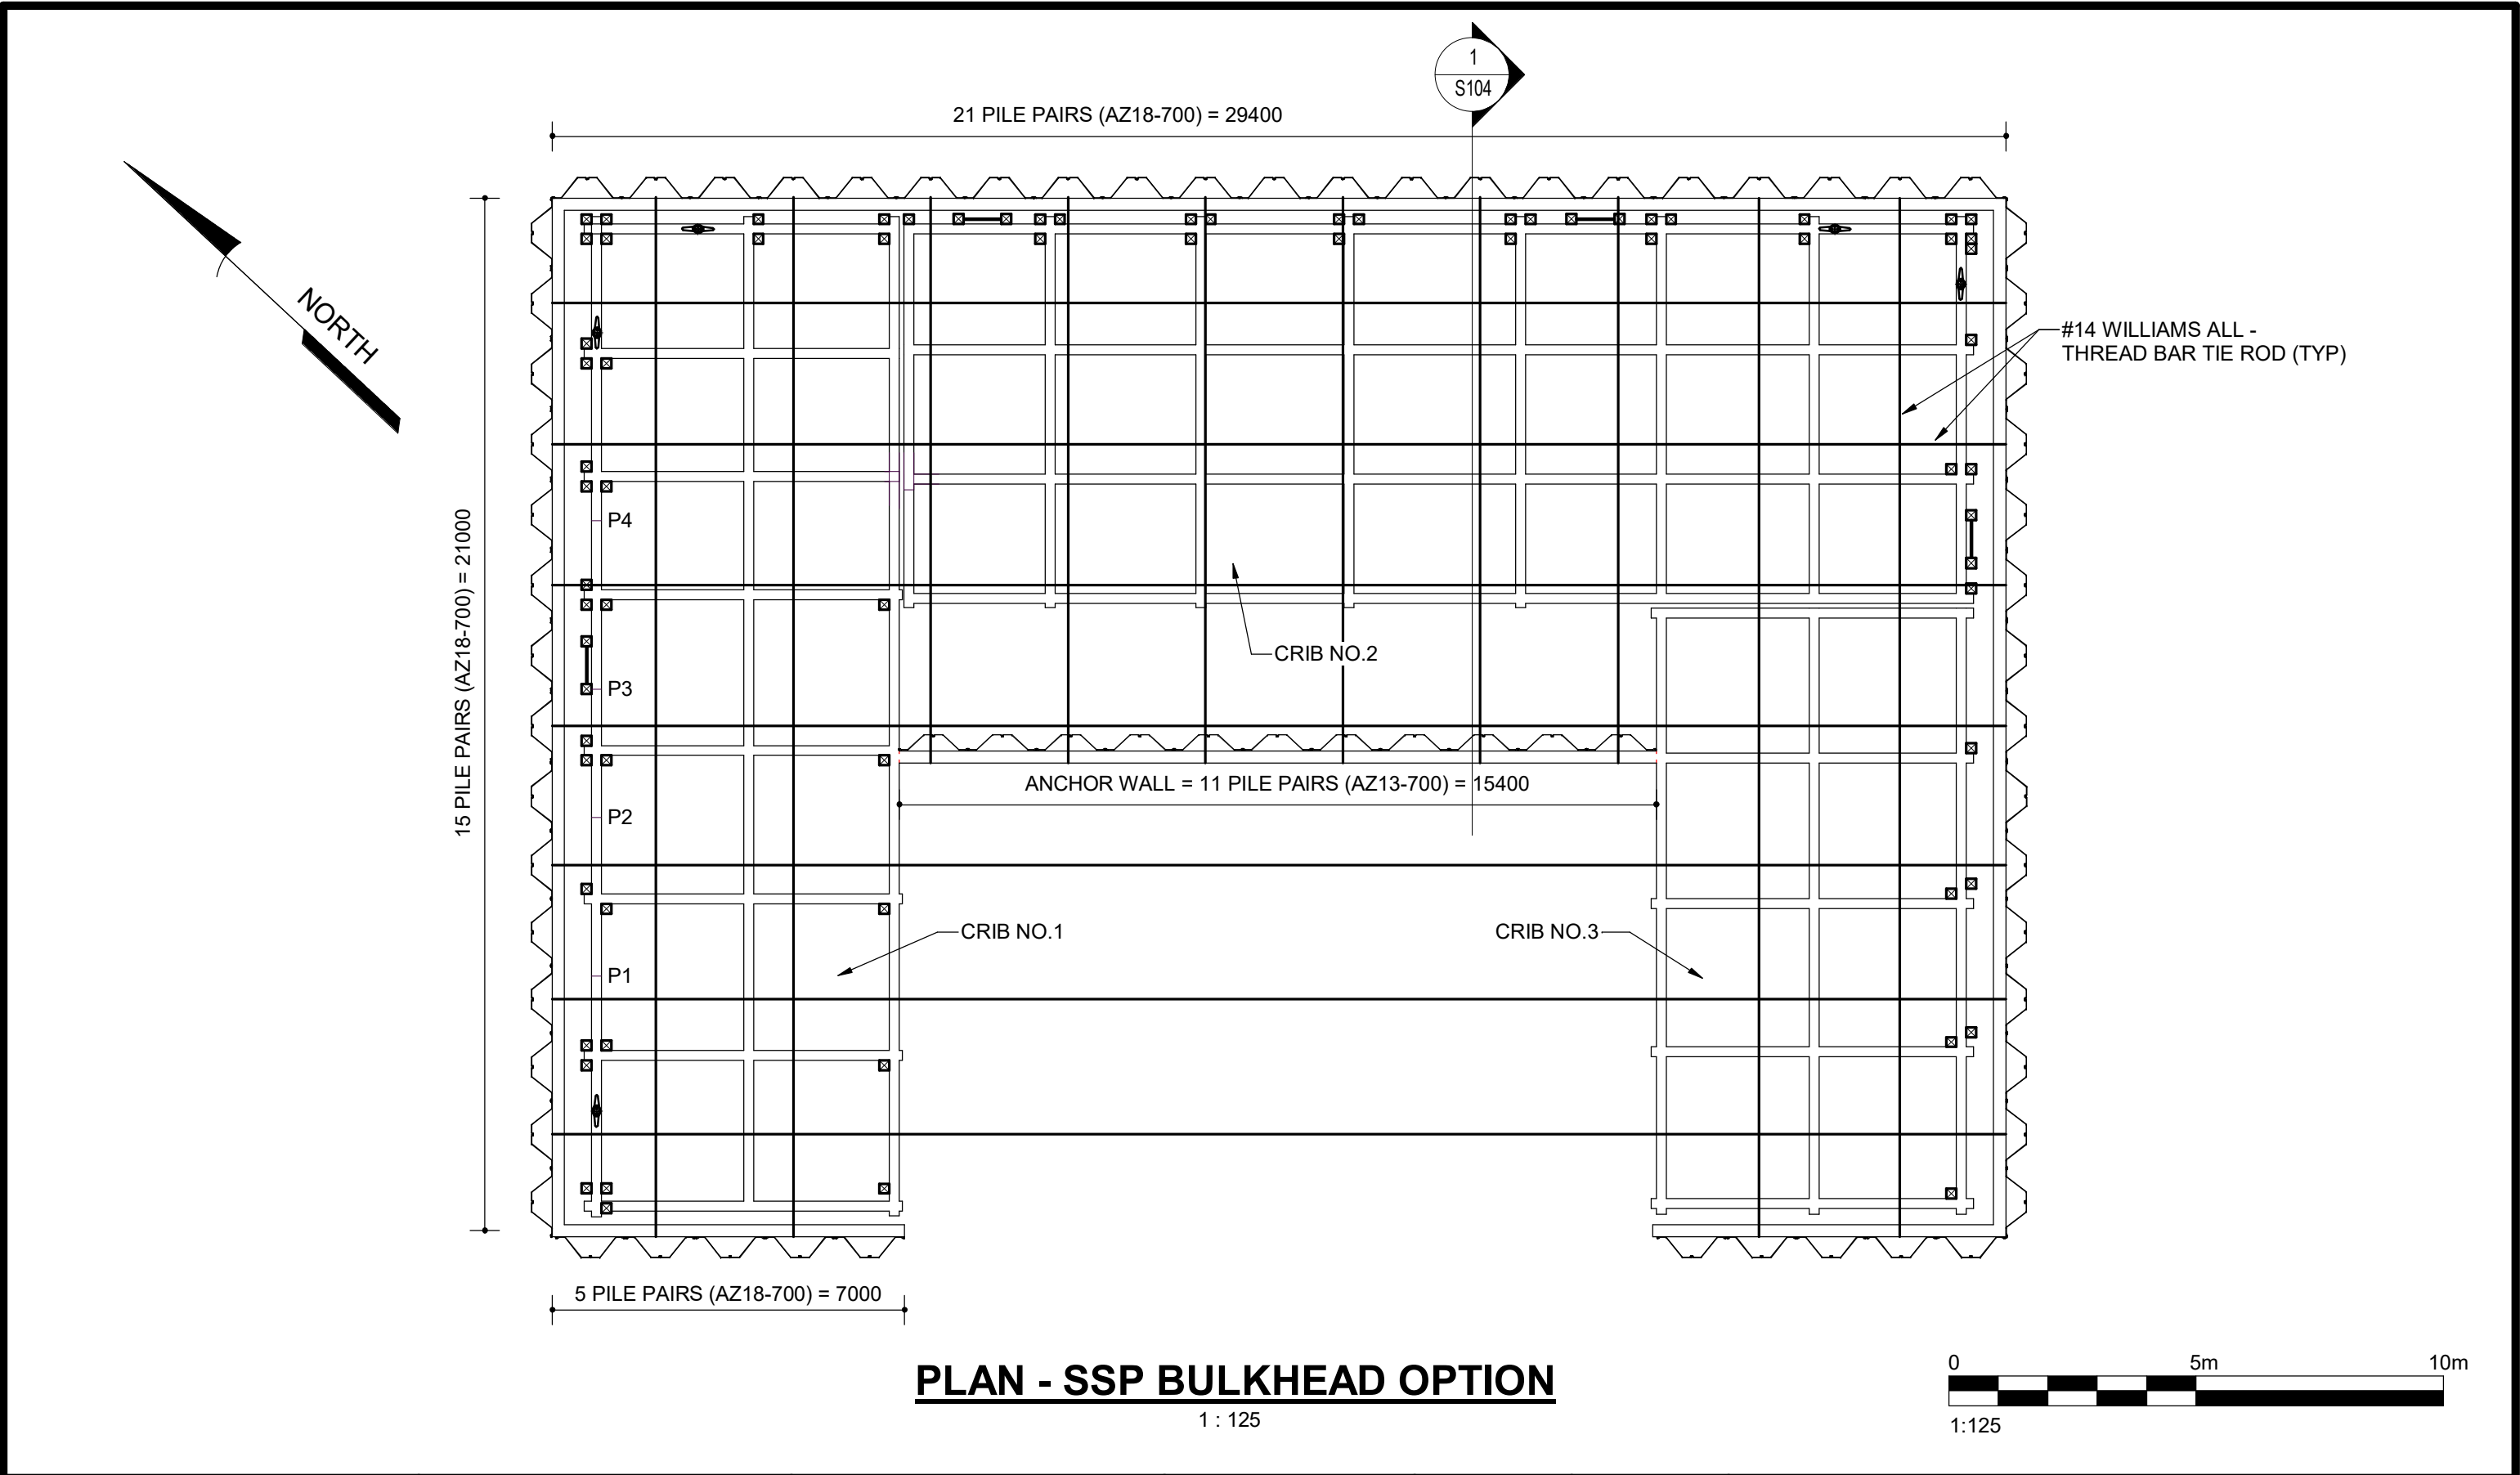 1
S104
21 PILE PAIRS (AZ18-700) = 29400
NORTH
#14 WILLIAMS ALL -
THREAD BAR TIE ROD (TYP)
15 PILE PAIRS (AZ18-700) = 21000
P4
CRIB NO.2
P3
ANCHOR WALL = 11 PILE PAIRS (AZ13-700) = 15400
P2
CRIB NO.1
CRIB NO.3
P1
5 PILE PAIRS (AZ18-700) = 7000
PLAN - SSP BULKHEAD OPTION
1 : 125
0 5m 10m
1:125